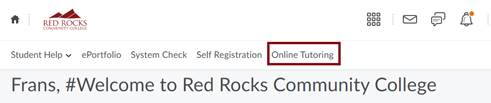 RED ROCKS
COMMUNITY COLLEGE
Student Help ePortfolio System Check Self Registration Online Tutoring
Frans, #Welcome to Red Rocks Community College